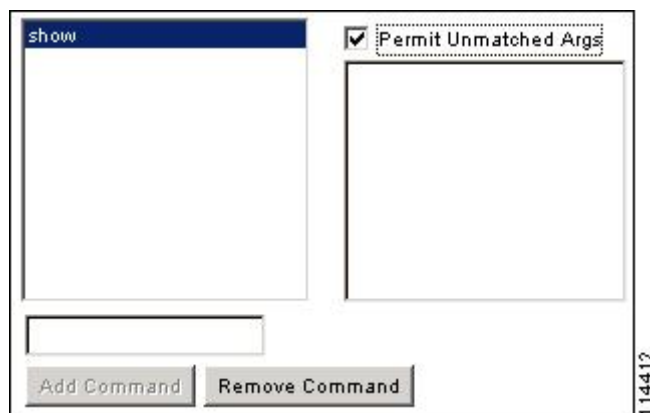 show
Permit Unmatched Args
Add Command
Remove Command
114412